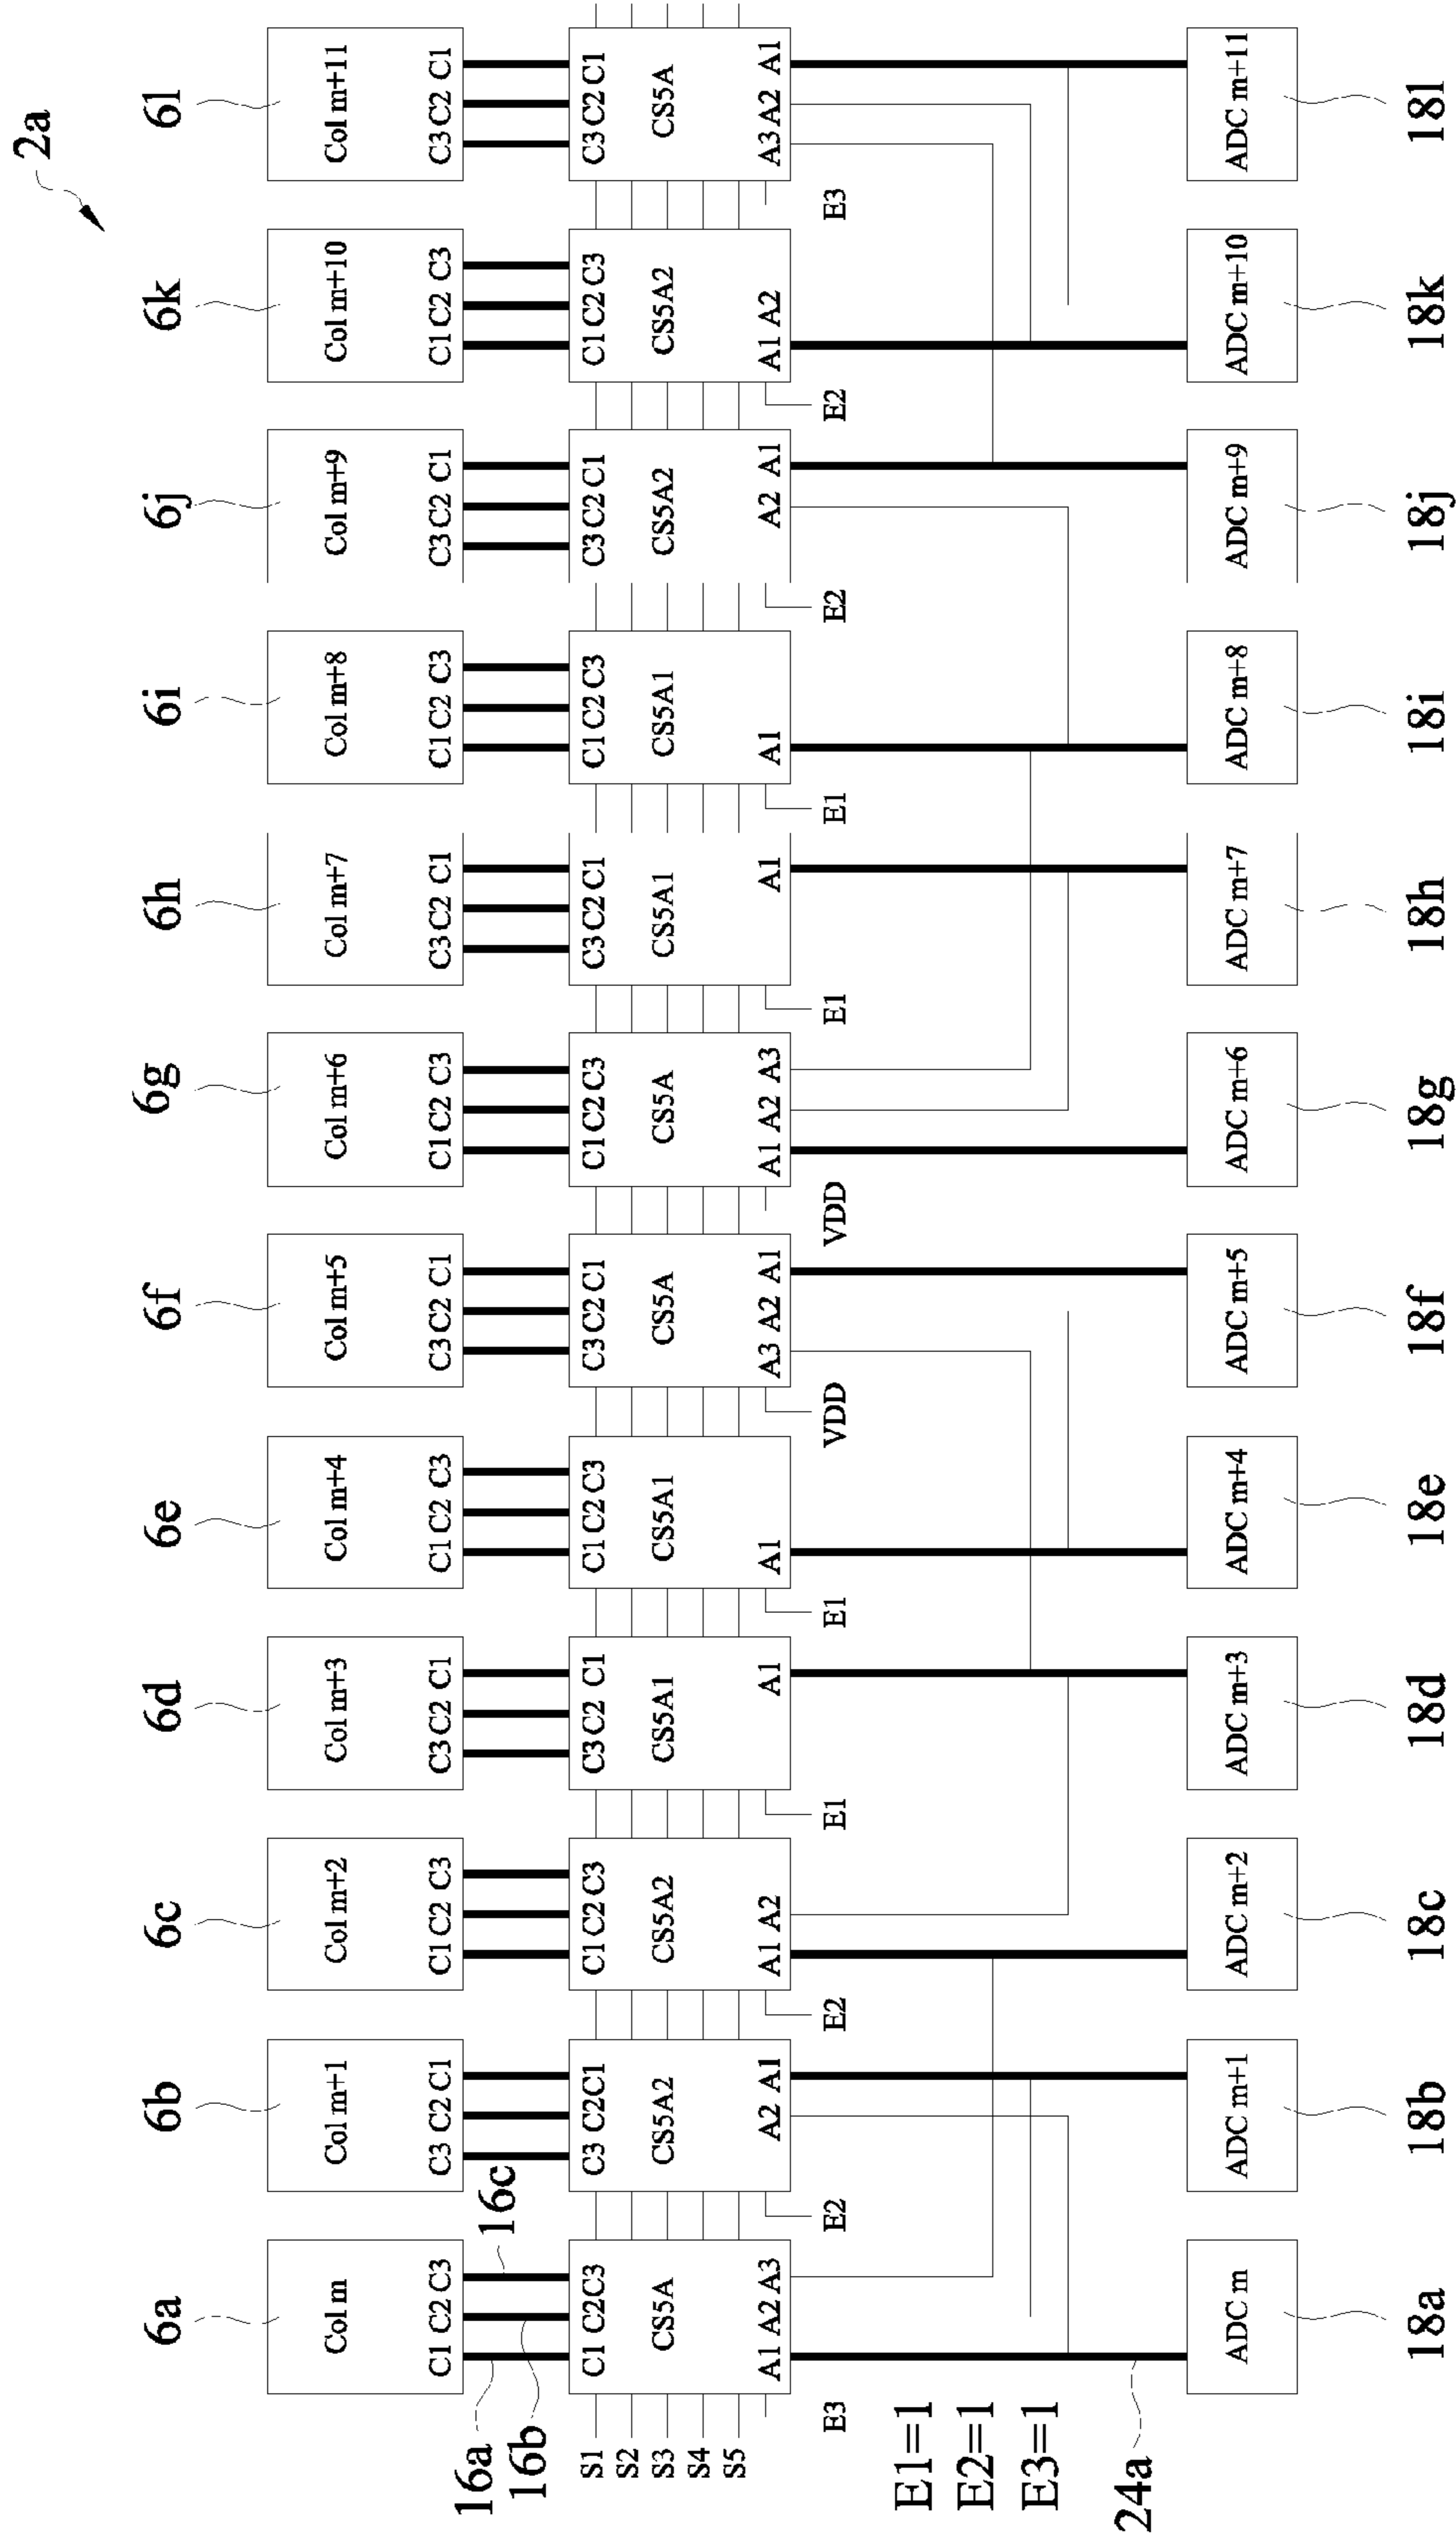 2a
6a 6b 6c 6d 6e 6f 6g 6h 6i 6j 6k 6l
Col m Col m+1 Col m+2 Col m+3 Col m+4 Col m+5 Col m+6 Col m+7 Col m+8 Col m+9 Col m+10 Col m+11
C1 C2 C3 C3 C2 C1 C1 C2 C3 C3 C2 C1 C1 C2 C3 C3 C2 C1 C1 C2 C3 C3 C2 C1 C1 C2 C3 C3 C2 C1 C1 C2 C3 C3 C2 C1
16a 16c
16b
S1 C1 C2C3 C3 C2C1 C1 C2 C3 C3 C2 C1 C1 C2 C3 C3 C2 C1 C1 C2 C3 C3 C2 C1 C1 C2 C3 C3 C2 C1 C1 C2 C3 C3 C2 C1
S2
S3 CS5A CS5A2 CS5A2 CS5A1 CS5A1 CS5A CS5A CS5A1 CS5A1 CS5A2 CS5A2 CS5A
S4
S5
A1 A2 A3 A2 A1 A1 A2 A1 A1 A3 A2 A1 A1 A2 A3 A1 A1 A2 A1 A1 A2 A3 A2 A1
E3 E2 E2 E1 E1 VDD VDD E1 E1 E2 E2 E3
E1=1
E2=1
E3=1
24a
ADC m ADC m+1 ADC m+2 ADC m+3 ADC m+4 ADC m+5 ADC m+6 ADC m+7 ADC m+8 ADC m+9 ADC m+10 ADC m+11
18a 18b 18c 18d 18e 18f 18g 18h 18i 18j 18k 18l